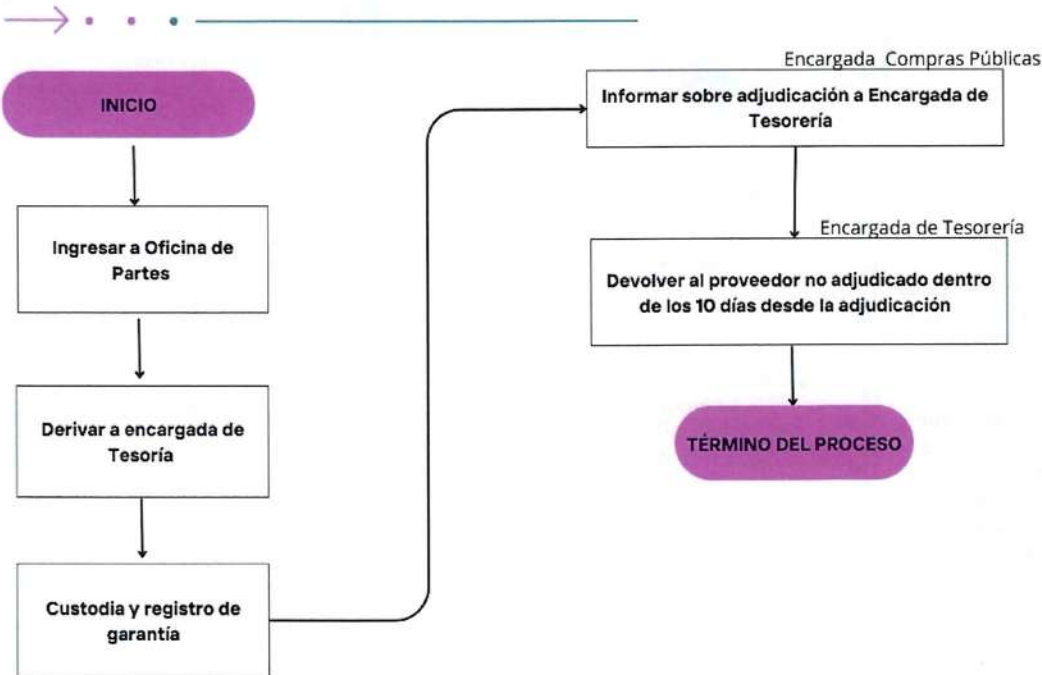 INICIO
Ingresar a Oficina de
Partes
Derivar a encargada de
Tesoría
Custodia y registro de
garantía
Encargada Compras Públicas
Informar sobre adjudicación a Encargada de
Tesorería
Encargada de Tesorería
Devolver al proveedor no adjudicado dentro
de los 10 días desde la adjudicación
TÉRMINO DEL PROCESO